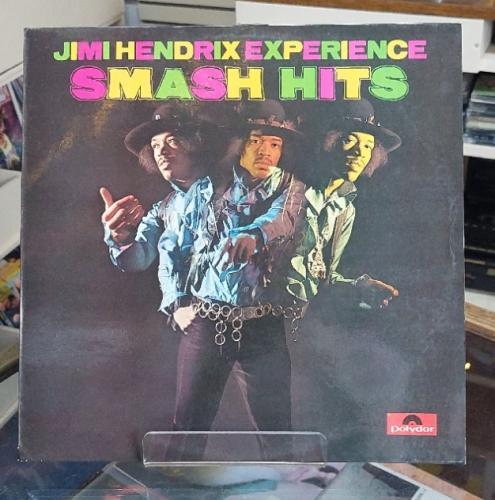 JIMI HENDRIX EXPERIENCE
SMASH HITS
Polydor